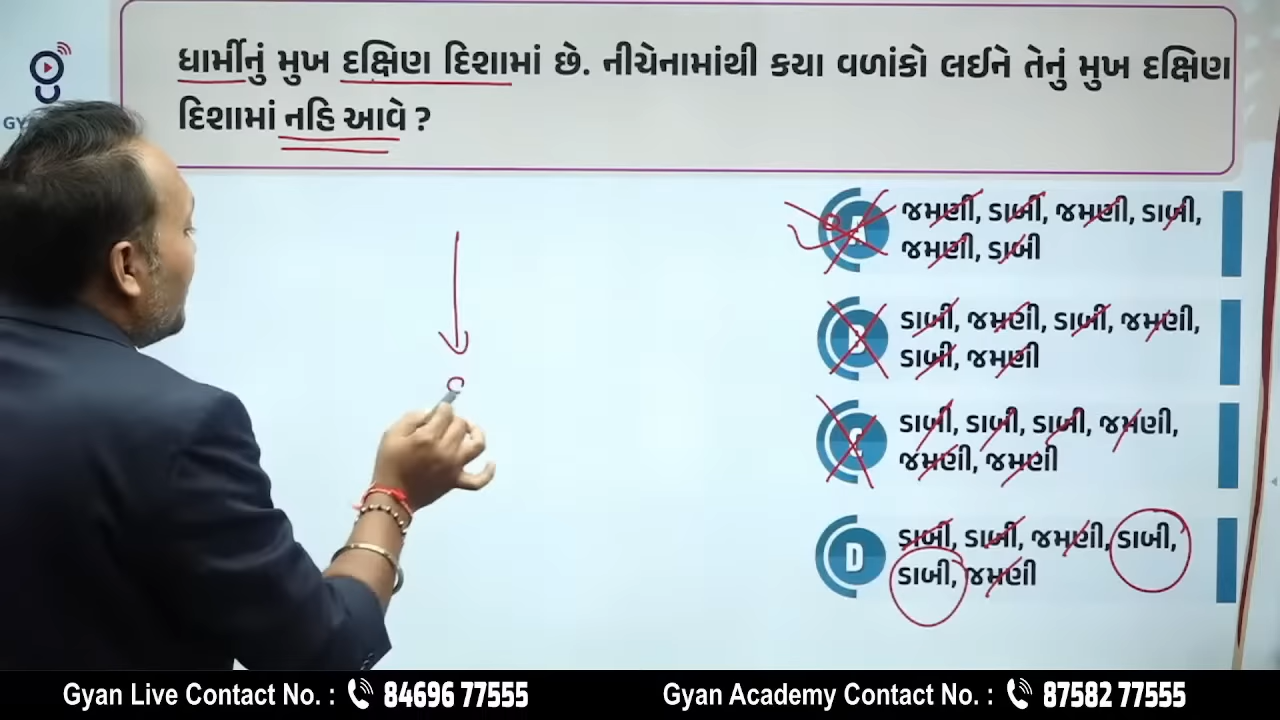 ધાર્મીનું મુખ દક્ષિણ દિશામાં છે. નીચેનામાંથી કયા વળાંકો લઈને તેનું મુખ દક્ષિણ
દિશામાં નહિ આવે ?
A
જમણી, ડાબી, જમણી, ડાબી,
જમણી, ડાબી
B
ડાબી, જમણી, ડાબી, જમણી,
ડાબી, જમણી
C
ડાબી, ડાબી, ડાબી, જમણી,
જમણી, જમણી
D
ડાબી, ડાબી, જમણી, ડાબી,
ડાબી, જમણી
Gyan Live Contact No. : 84696 77555
Gyan Academy Contact No. : 87582 77555